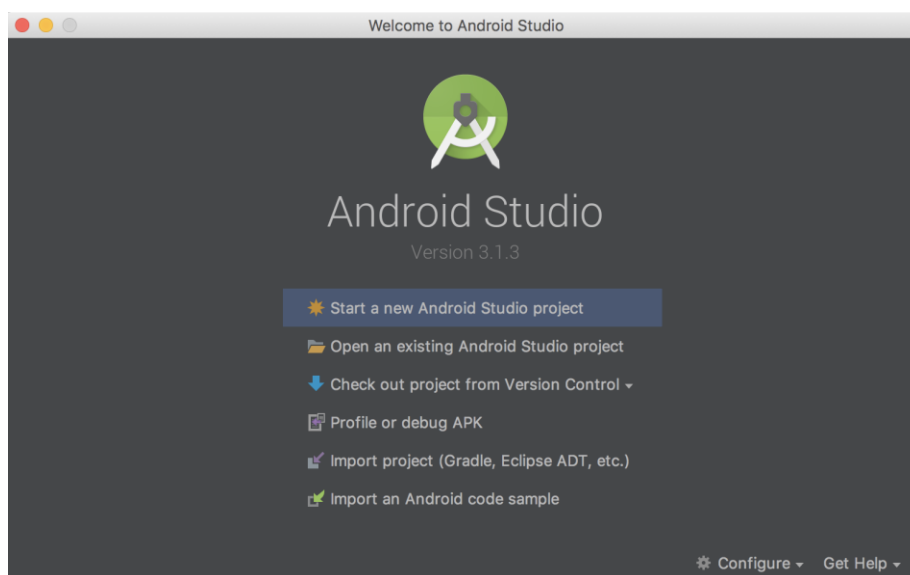 Welcome to Android Studio
Android Studio
Version 3.1.3
Start a new Android Studio project
Open an existing Android Studio project
Check out project from Version Control
Profile or debug APK
Import project (Gradle, Eclipse ADT, etc.)
Import an Android code sample
Configure Get Help